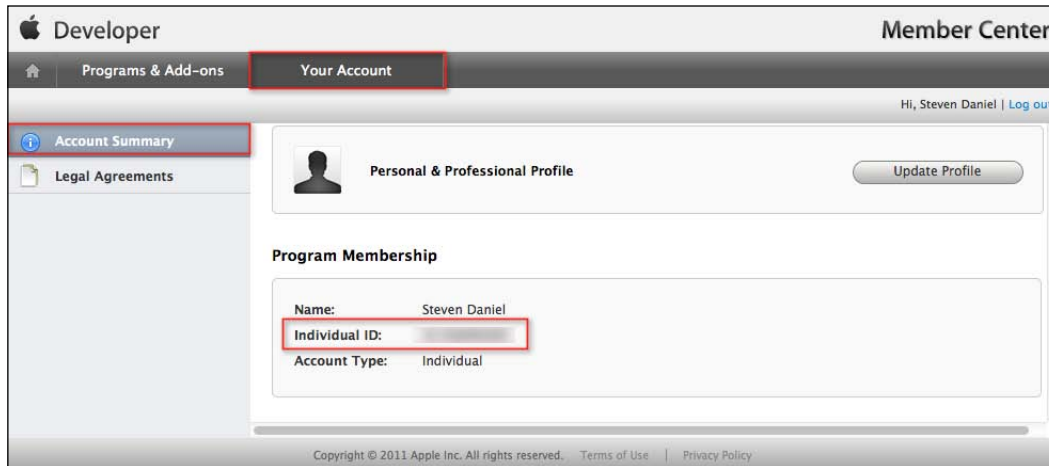 Developer
Member Center
Programs & Add-ons
Your Account
Hi, Steven Daniel | Log ou
Account Summary
Legal Agreements
Personal & Professional Profile
Update Profile
Program Membership
Name: Steven Daniel
Individual ID:
Account Type: Individual
Copyright © 2011 Apple Inc. All rights reserved. Terms of Use | Privacy Policy